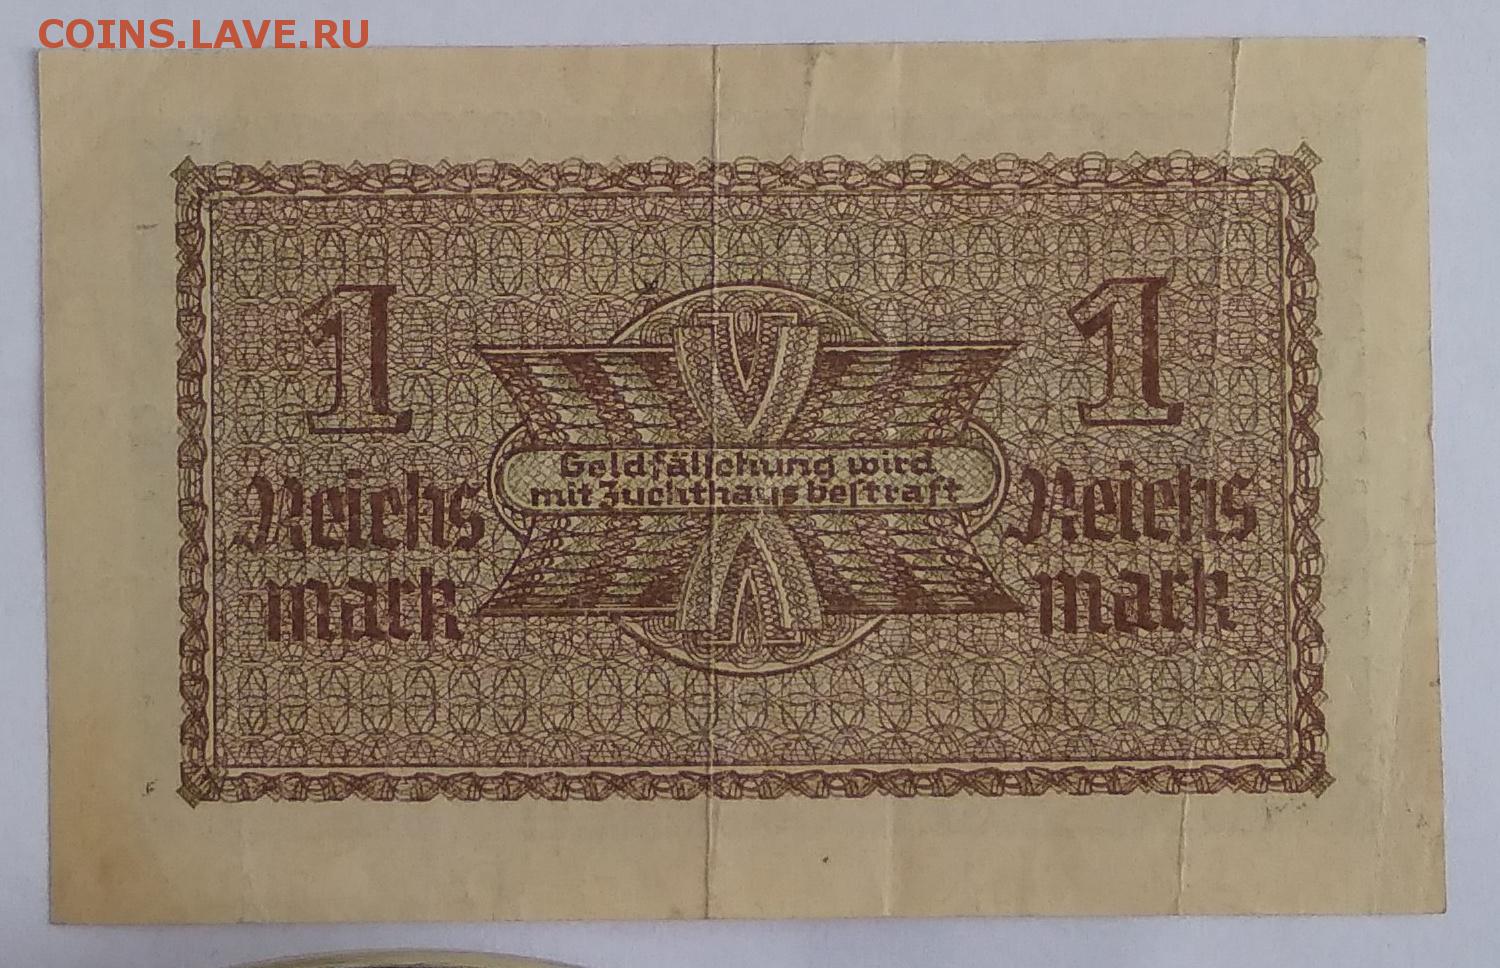 COINS.LAVE.RU
1
1
Geldfälſchung wird
mit Zuchthaus beſtraft
Reichs
mark
Reichs
mark